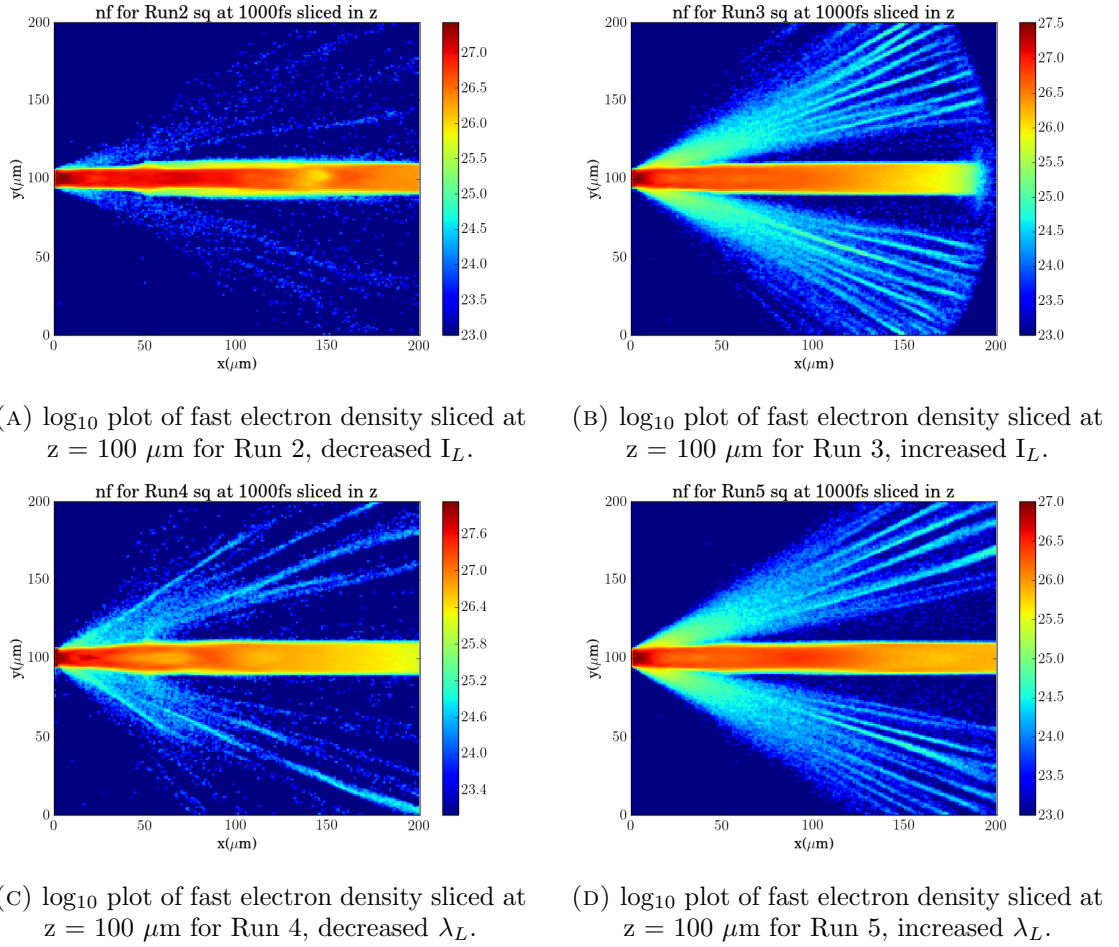 nf for Run2 sq at 1000fs sliced in z
200
150
100
50
0
y(μm)
0 50 100 150 200
x(μm)
27.0
26.5
26.0
25.5
25.0
24.5
24.0
23.5
23.0
nf for Run3 sq at 1000fs sliced in z
200
150
100
50
0
y(μm)
0 50 100 150 200
x(μm)
27.5
27.0
26.5
26.0
25.5
25.0
24.5
24.0
23.5
23.0
(A) log₁₀ plot of fast electron density sliced at
z = 100 μm for Run 2, decreased I_L.
(B) log₁₀ plot of fast electron density sliced at
z = 100 μm for Run 3, increased I_L.
nf for Run4 sq at 1000fs sliced in z
200
150
100
50
0
y(μm)
0 50 100 150 200
x(μm)
27.6
27.0
26.4
25.8
25.2
24.6
24.0
23.4
nf for Run5 sq at 1000fs sliced in z
200
150
100
50
0
y(μm)
0 50 100 150 200
x(μm)
27.0
26.5
26.0
25.5
25.0
24.5
24.0
23.5
23.0
(C) log₁₀ plot of fast electron density sliced at
z = 100 μm for Run 4, decreased λ_L.
(D) log₁₀ plot of fast electron density sliced at
z = 100 μm for Run 5, increased λ_L.